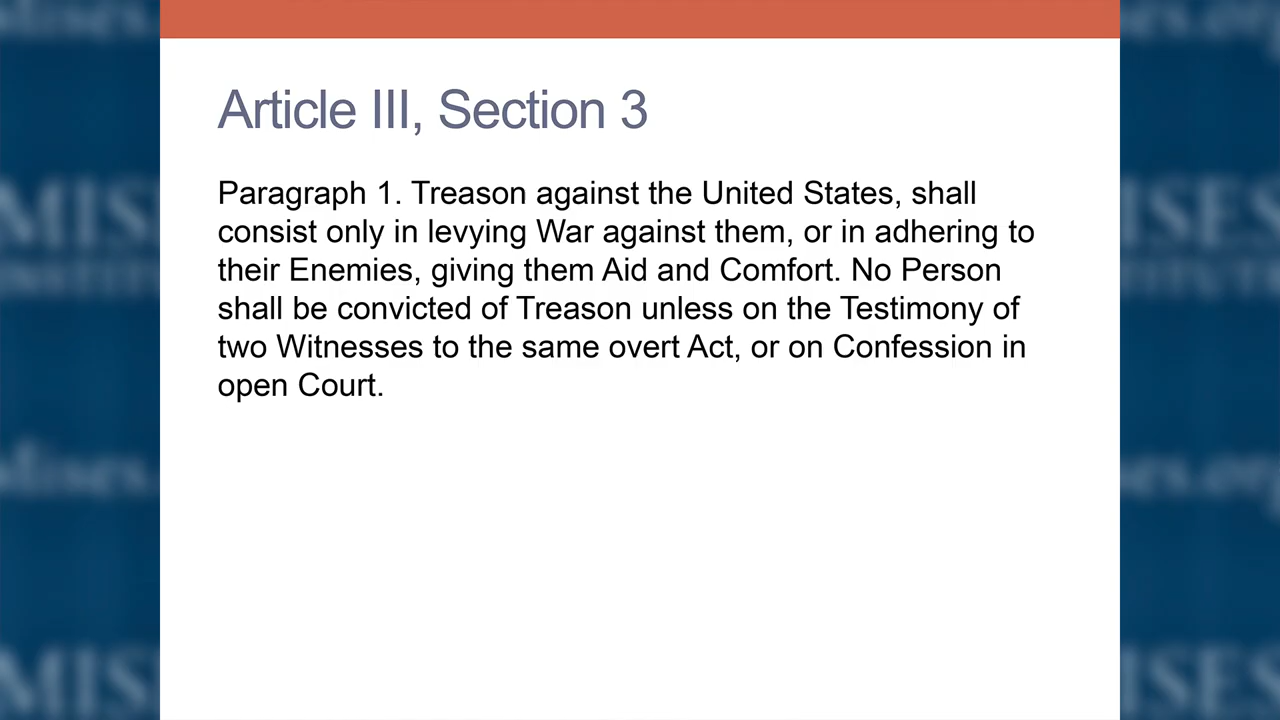 Article III, Section 3
Paragraph 1. Treason against the United States, shall
consist only in levying War against them, or in adhering to
their Enemies, giving them Aid and Comfort. No Person
shall be convicted of Treason unless on the Testimony of
two Witnesses to the same overt Act, or on Confession in
open Court.